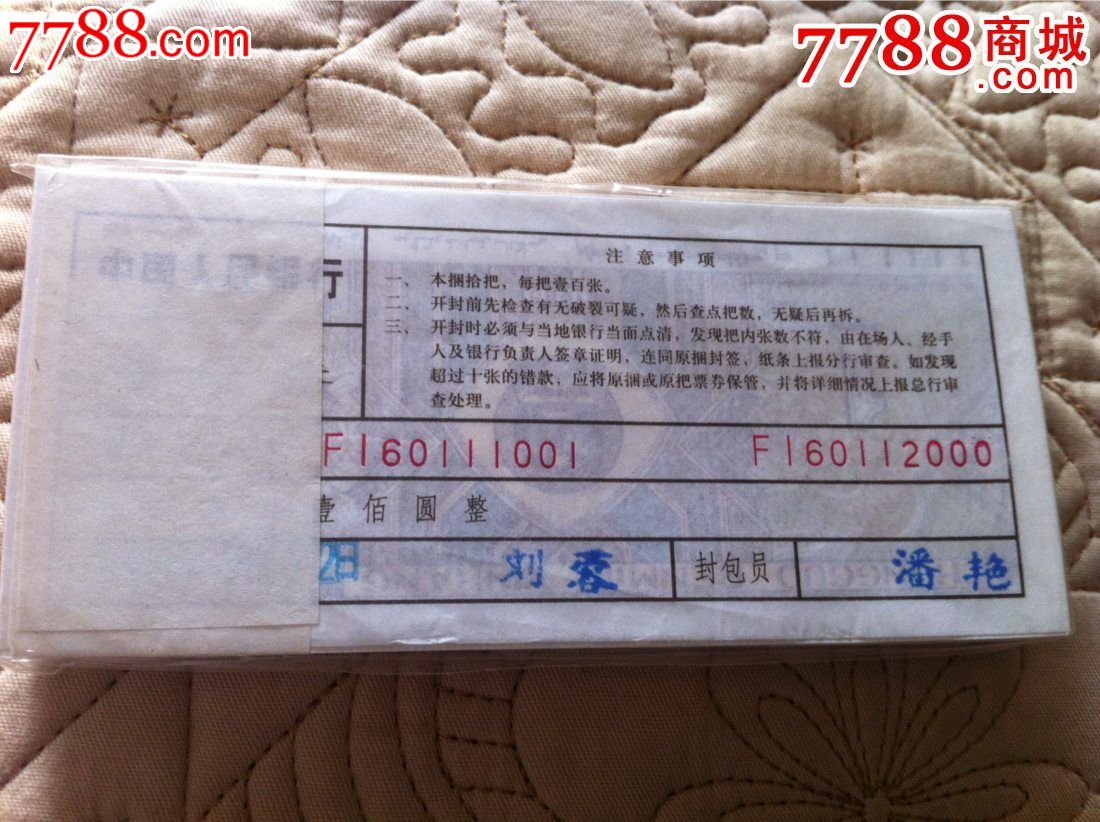 7788.com
7788商城
.com
行
注意事项
一、本捆拾把，每把壹百张。
二、开封前先检查有无破裂可疑，然后查点把数，无疑后再拆。
三、开封时必须与当地银行当面点清，发现把内张数不符，由在场人、经手
人及银行负责人签章证明，连同原捆封签，纸条上报分行审查。如发现
超过十张的错款，应将原捆或原把票券保管，并将详细情况上报总行审
查处理。
F160111001 F160112000
壹佰圆整
2日 刘蓉 封包员 潘艳